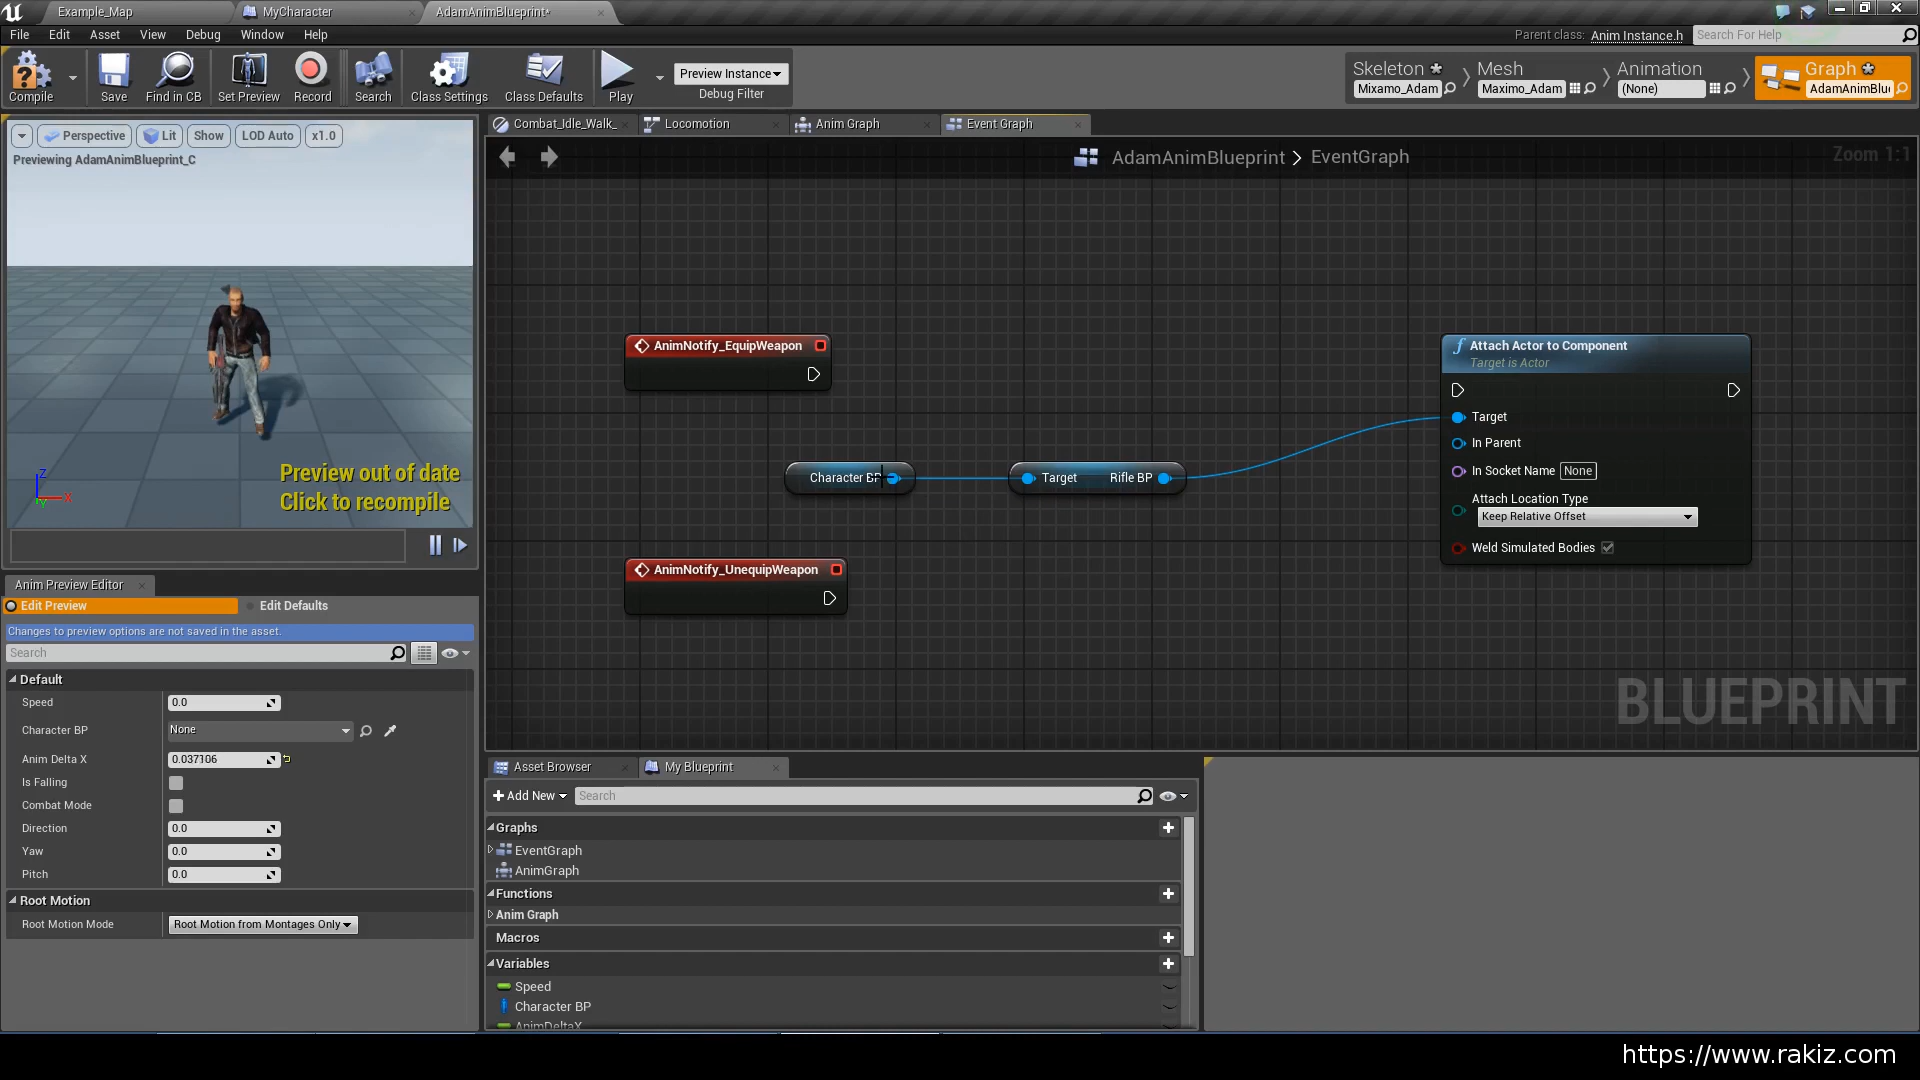 Example_Map
MyCharacter
AdamAnimBlueprint*
File Edit Asset View Debug Window Help
Parent class: Anim Instance.h
Search For Help
Compile
Save
Find in CB
Set Preview
Record
Search
Class Settings
Class Defaults
Play
Preview Instance
Debug Filter
Skeleton
Mixamo_Adam
Mesh
Maximo_Adam
Animation
(None)
Graph
AdamAnimBlu
Perspective Lit Show LOD Auto x1.0
Previewing AdamAnimBlueprint_C
Preview out of date
Click to recompile
Z
X
Y
Combat_Idle_Walk_
Locomotion
Anim Graph
Event Graph
AdamAnimBlueprint > EventGraph
Zoom 1:1
AnimNotify_EquipWeapon
Character BP
Target Rifle BP
AnimNotify_UnequipWeapon
f Attach Actor to Component
Target is Actor
Target
In Parent
In Socket Name None
Attach Location Type
Keep Relative Offset
Weld Simulated Bodies
BLUEPRINT
Anim Preview Editor
Edit Preview
Edit Defaults
Changes to preview options are not saved in the asset.
Search
Default
Speed 0.0
Character BP None
Anim Delta X 0.037106
Is Falling
Combat Mode
Direction 0.0
Yaw 0.0
Pitch 0.0
Root Motion
Root Motion Mode Root Motion from Montages Only
Asset Browser
My Blueprint
Add New
Search
Graphs
EventGraph
AnimGraph
Functions
Anim Graph
Macros
Variables
Speed
Character BP
AnimDeltaX
https://www.rakiz.com